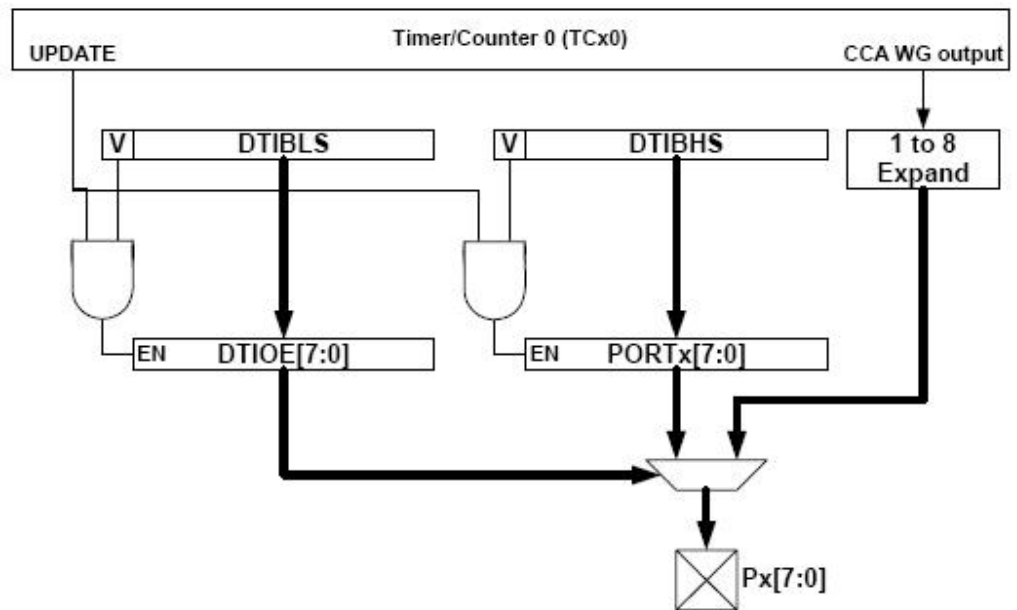 Timer/Counter 0 (TCx0)
UPDATE
CCA WG output
V DTIBLS
V DTIBHS
1 to 8
Expand
EN DTIOE[7:0]
EN PORTx[7:0]
Px[7:0]